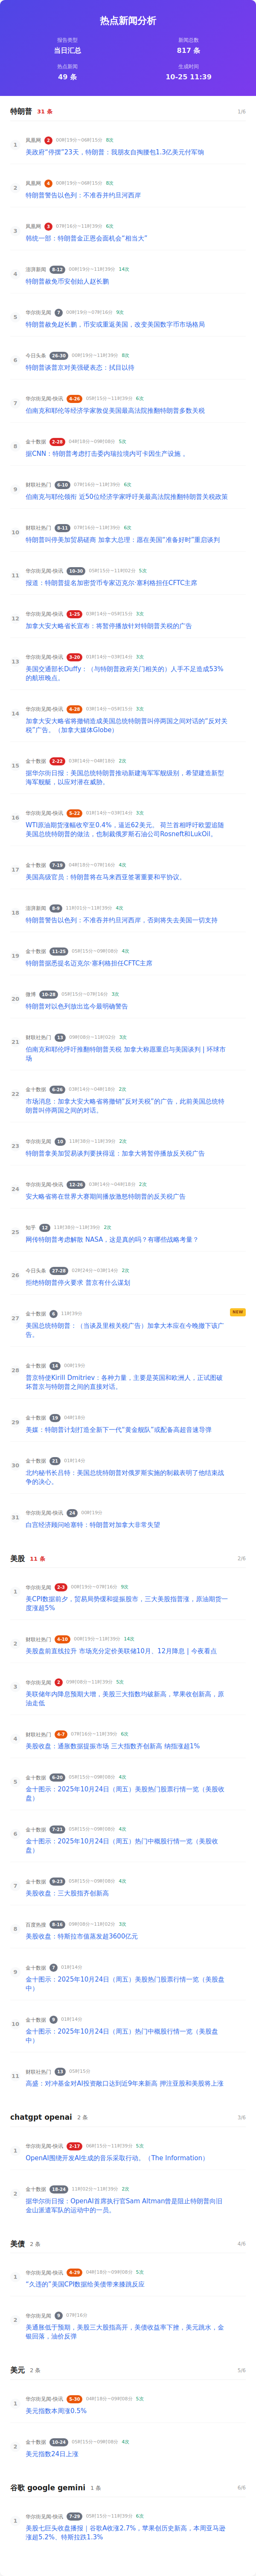 热点新闻分析
报告类型
当日汇总
新闻总数
817 条
热点新闻
49 条
生成时间
10-25 11:39
特朗普 31 条 1/6
1 凤凰网 2 00时19分~06时15分 8次
美政府“停摆”23天，特朗普：我朋友自掏腰包1.3亿美元付军饷
2 凤凰网 4 00时19分~06时15分 8次
特朗普警告以色列：不准吞并约旦河西岸
3 凤凰网 3 07时16分~11时39分 6次
韩统一部：特朗普金正恩会面机会“相当大”
4 澎湃新闻 8-12 00时19分~11时39分 14次
特朗普赦免币安创始人赵长鹏
5 华尔街见闻 7 00时19分~07时16分 9次
特朗普赦免赵长鹏，币安或重返美国，改变美国数字币市场格局
6 今日头条 26-30 00时19分~11时39分 8次
特朗普谈普京对美强硬表态：拭目以待
7 华尔街见闻-快讯 4-26 05时15分~11时39分 6次
伯南克和耶伦等经济学家敦促美国最高法院推翻特朗普多数关税
8 金十数据 2-28 04时18分~09时08分 5次
据CNN：特朗普考虑打击委内瑞拉境内可卡因生产设施 。
9 财联社热门 6-10 07时16分~11时39分 6次
伯南克与耶伦领衔 近50位经济学家呼吁美最高法院推翻特朗普关税政策
10 财联社热门 8-11 07时16分~11时39分 6次
特朗普叫停美加贸易磋商 加拿大总理：愿在美国“准备好时”重启谈判
11 华尔街见闻-快讯 10-30 05时15分~11时02分 5次
报道：特朗普提名加密货币专家迈克尔·塞利格担任CFTC主席
12 华尔街见闻-快讯 1-25 03时14分~05时15分 3次
加拿大安大略省长宣布：将暂停播放针对特朗普关税的广告
13 华尔街见闻-快讯 3-20 01时14分~03时14分 3次
美国交通部长Duffy：（与特朗普政府关门相关的）人手不足造成53%
的航班晚点。
14 华尔街见闻-快讯 4-28 03时14分~05时15分 3次
加拿大安大略省将撤销造成美国总统特朗普叫停两国之间对话的“反对关
税”广告。（加拿大媒体Globe）
15 金十数据 2-22 03时14分~04时18分 2次
据华尔街日报：美国总统特朗普推动新建海军军舰级别，希望建造新型
海军舰艇，以应对潜在威胁。
16 华尔街见闻-快讯 5-22 01时14分~03时14分 3次
WTI原油期货涨幅收窄至0.4%，逼近62美元。 荷兰首相呼吁欧盟追随
美国总统特朗普的做法，也制裁俄罗斯石油公司Rosneft和LukOil。
17 金十数据 7-19 04时18分~07时16分 4次
美国高级官员：特朗普将在马来西亚签署重要和平协议。
18 澎湃新闻 8-9 11时02分~11时39分 4次
特朗普警告以色列：不准吞并约旦河西岸，否则将失去美国一切支持
19 金十数据 11-25 05时15分~09时08分 4次
特朗普据悉提名迈克尔·塞利格担任CFTC主席
20 微博 10-28 05时15分~07时16分 3次
特朗普对以色列放出迄今最明确警告
21 财联社热门 13 09时08分~11时02分 3次
伯南克和耶伦呼吁推翻特朗普关税 加拿大称愿重启与美国谈判 | 环球市
场
22 金十数据 6-26 03时14分~04时18分 2次
市场消息：加拿大安大略省将撤销“反对关税”的广告，此前美国总统特
朗普叫停两国之间的对话。
23 华尔街见闻 10 11时38分~11时39分 2次
特朗普拿美加贸易谈判要挟得逞：加拿大将暂停播放反关税广告
24 华尔街见闻-快讯 12-26 03时14分~04时18分 2次
安大略省将在世界大赛期间播放激怒特朗普的反关税广告
25 知乎 12 11时38分~11时39分 2次
网传特朗普考虑解散 NASA，这是真的吗？有哪些战略考量？
26 今日头条 27-28 02时24分~03时14分 2次
拒绝特朗普停火要求 普京有什么谋划
27 金十数据 6 11时39分 NEW
美国总统特朗普：（当谈及里根关税广告）加拿大本应在今晚撤下该广
告。
28 金十数据 14 00时19分
普京特使Kirill Dmitriev：各种力量，主要是英国和欧洲人，正试图破
坏普京与特朗普之间的直接对话。
29 金十数据 19 04时18分
美媒：特朗普计划打造全新下一代“黄金舰队”或配备高超音速导弹
30 金十数据 21 01时14分
北约秘书长吕特：美国总统特朗普对俄罗斯实施的制裁表明了他结束战
争的决心。
31 华尔街见闻-快讯 24 00时19分
白宫经济顾问哈塞特：特朗普对加拿大非常失望
美股 11 条 2/6
1 华尔街见闻 2-3 00时19分~07时16分 9次
美CPI数据前夕，贸易局势缓和提振股市，三大美股指普涨，原油期货一
度涨超5%
2 财联社热门 4-10 00时19分~11时39分 14次
美股盘前直线拉升 市场充分定价美联储10月、12月降息 | 今夜看点
3 华尔街见闻 2 09时08分~11时39分 5次
美联储年内降息预期大增，美股三大指数均破新高，苹果收创新高，原
油走低
4 财联社热门 6-7 07时16分~11时39分 6次
美股收盘：通胀数据提振市场 三大指数齐创新高 纳指涨超1%
5 金十数据 6-20 05时15分~09时08分 4次
金十图示：2025年10月24日（周五）美股热门股票行情一览（美股收
盘）
6 金十数据 7-21 05时15分~09时08分 4次
金十图示：2025年10月24日（周五）热门中概股行情一览（美股收
盘）
7 金十数据 9-23 05时15分~09时08分 4次
美股收盘：三大股指齐创新高
8 百度热搜 8-16 09时08分~11时02分 3次
美股收盘：特斯拉市值蒸发超3600亿元
9 金十数据 7 01时14分
金十图示：2025年10月24日（周五）美股热门股票行情一览（美股盘
中）
10 金十数据 9 01时14分
金十图示：2025年10月24日（周五）热门中概股行情一览（美股盘
中）
11 财联社热门 15 05时15分
高盛：对冲基金对AI投资敞口达到近9年来新高 押注亚股和美股将上涨
chatgpt openai 2 条 3/6
1 华尔街见闻-快讯 2-17 06时15分~11时39分 5次
OpenAI围绕开发AI生成的音乐采取行动。（The Information）
2 金十数据 18-24 11时02分~11时39分 2次
据华尔街日报：OpenAI首席执行官Sam Altman曾是阻止特朗普向旧
金山派遣军队的运动中的一员。
美债 2 条 4/6
1 华尔街见闻-快讯 6-29 04时18分~09时08分 5次
“久违的”美国CPI数据给美债带来膝跳反应
2 华尔街见闻 9 07时16分
美通胀低于预期，美股三大股指高开，美债收益率下挫，美元跳水，金
银回落，油价反弹
美元 2 条 5/6
1 华尔街见闻-快讯 5-30 04时18分~09时08分 5次
美元指数本周涨0.5%
2 金十数据 10-24 05时15分~09时08分 4次
美元指数24日上涨
谷歌 google gemini 1 条 6/6
1 华尔街见闻-快讯 7-29 05时15分~11时39分 6次
美股七巨头收盘播报｜谷歌A收涨2.7%，苹果创历史新高，本周亚马逊
涨超5.2%、特斯拉跌1.3%